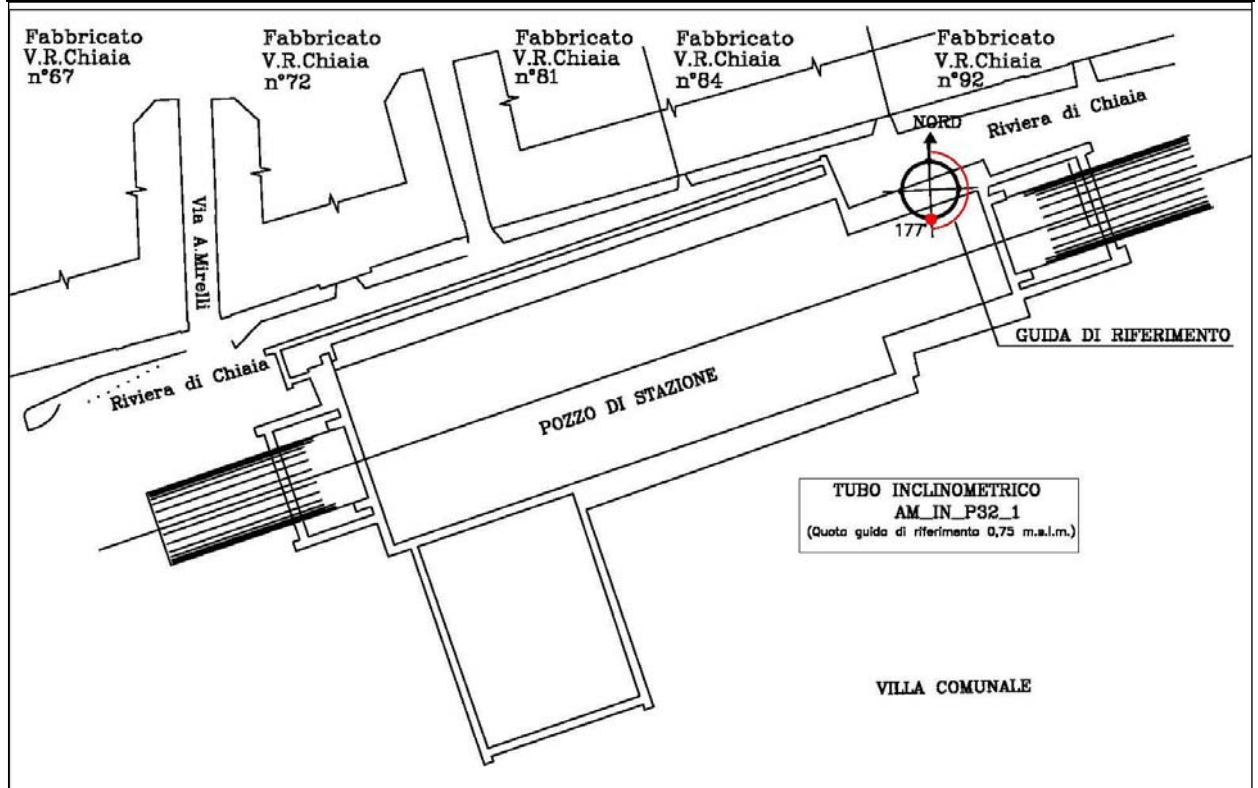 Fabbricato
V.R.Chiaia
n°67
Fabbricato
V.R.Chiaia
n°72
Fabbricato
V.R.Chiaia
n°81
Fabbricato
V.R.Chiaia
n°84
Fabbricato
V.R.Chiaia
n°92
NORD
Riviera di Chiaia
Via A.Mirelli
177°
GUIDA DI RIFERIMENTO
Riviera di Chiaia
POZZO DI STAZIONE
TUBO INCLINOMETRICO
AM_IN_P32_1
(Quota guida di riferimento 0,75 m.s.l.m.)
VILLA COMUNALE